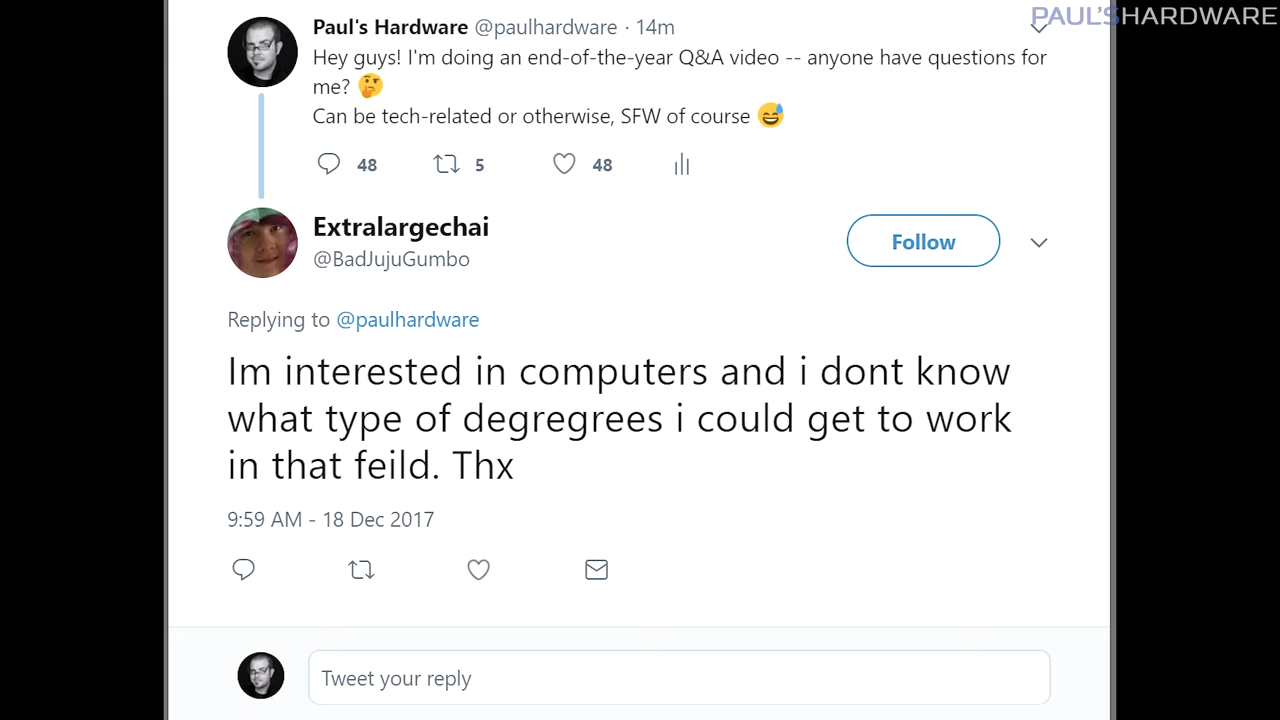 PAUL'SHARDWARE
Paul's Hardware @paulhardware · 14m
Hey guys! I'm doing an end-of-the-year Q&A video -- anyone have questions for
me? 🤔
Can be tech-related or otherwise, SFW of course 😅
48 5 48
Extralargechai
@BadJujuGumbo
Follow
Replying to @paulhardware
Im interested in computers and i dont know
what type of degregrees i could get to work
in that feild. Thx
9:59 AM - 18 Dec 2017
Tweet your reply